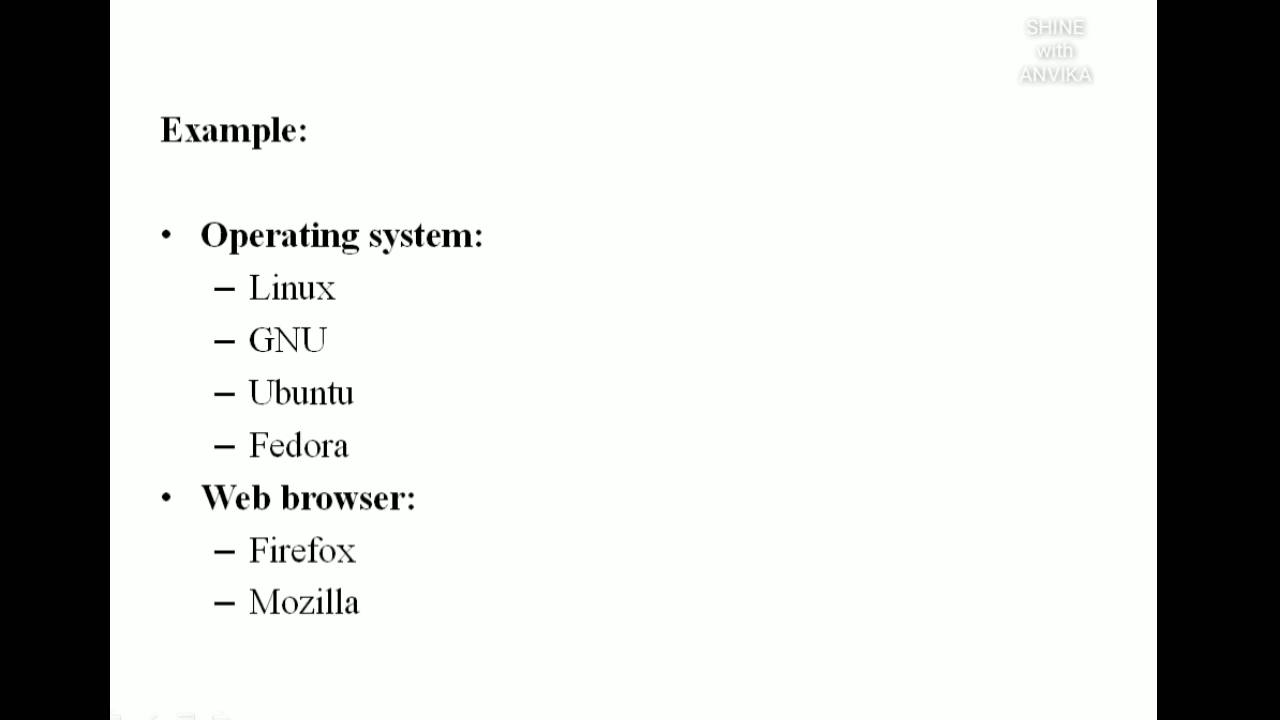 SHINE
with
ANVIKA
Example:
• Operating system:
– Linux
– GNU
– Ubuntu
– Fedora
• Web browser:
– Firefox
– Mozilla